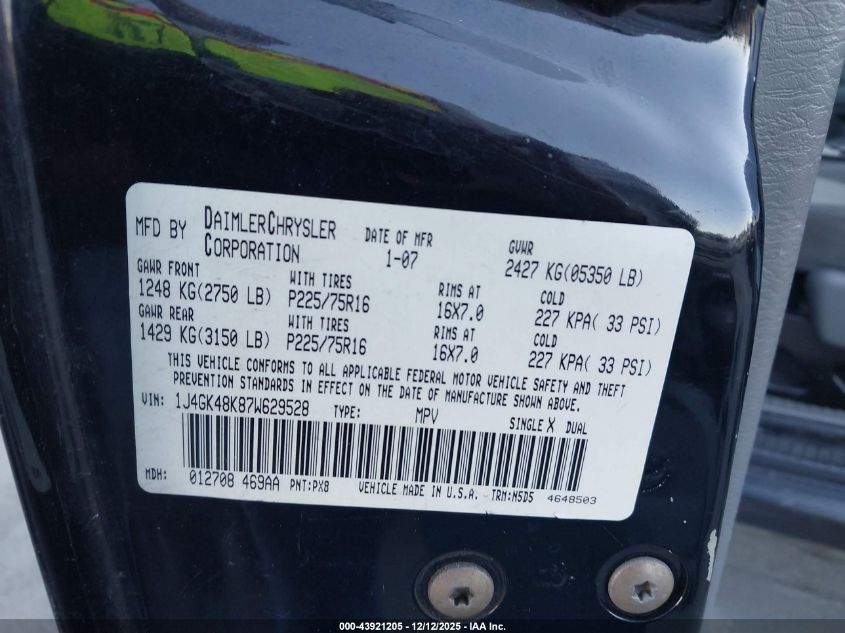 MFD BY DAIMLERCHRYSLER CORPORATION DATE OF MFR 1-07 GVWR 2427 KG(05350 LB)
GAWR FRONT WITH TIRES RIMS AT COLD
1248 KG(2750 LB) P225/75R16 16X7.0 227 KPA( 33 PSI)
GAWR REAR WITH TIRES RIMS AT COLD
1429 KG(3150 LB) P225/75R16 16X7.0 227 KPA( 33 PSI)
THIS VEHICLE CONFORMS TO ALL APPLICABLE FEDERAL MOTOR VEHICLE SAFETY AND THEFT
PREVENTION STANDARDS IN EFFECT ON THE DATE OF MANUFACTURE SHOWN ABOVE.
VIN: 1J4GK48K87W629528 TYPE: MPV SINGLE X DUAL
MDH: 012708 469AA PNT:PX8 VEHICLE MADE IN U.S.A. TRM:N5D5 4648503
000-43921205 - 12/12/2025 - IAA Inc.